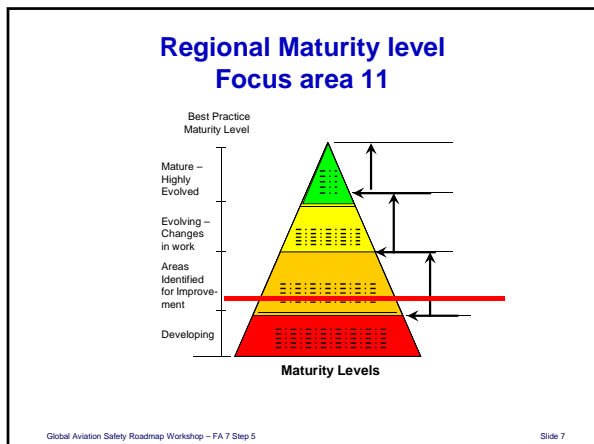 Regional Maturity level
Focus area 11
Best Practice
Maturity Level
Mature –
Highly
Evolved
Evolving –
Changes
in work
Areas
Identified
for Improve-
ment
Developing
Maturity Levels
Global Aviation Safety Roadmap Workshop – FA 7 Step 5
Slide 7